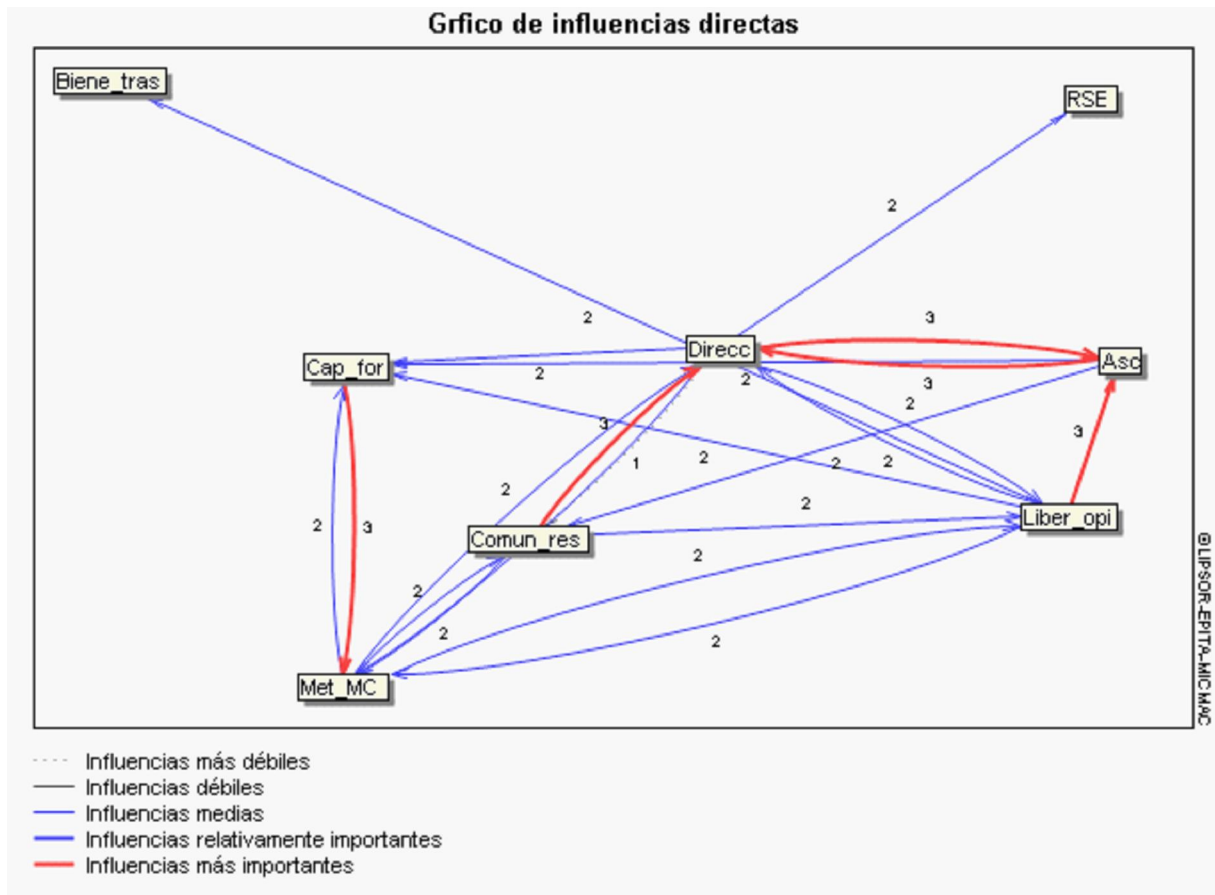 Grfico de influencias directas
Biene_tras
RSE
2
2
3
Direcc
Asc
Cap_for
2
2
3
2
3
3
1
2
2
2
2
2
Liber_opi
2
3
Comun_res
2
2
2
2
Met_MC
©LIPSOR-EPITA-MICMAC
Influencias más débiles
Influencias débiles
Influencias medias
Influencias relativamente importantes
Influencias más importantes